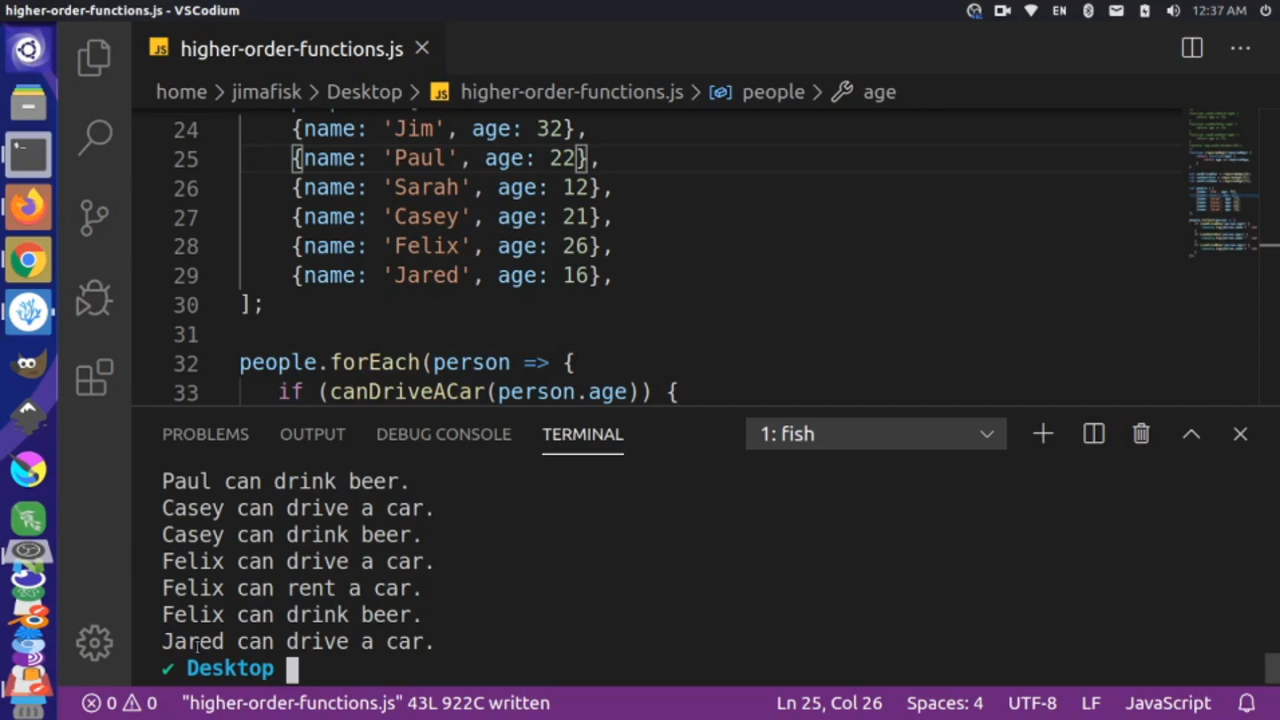 higher-order-functions.js - VSCodium
EN
12:37 AM
JS higher-order-functions.js
home > jimafisk > Desktop > JS higher-order-functions.js > people > age
24 {name: 'Jim', age: 32},
25 {name: 'Paul', age: 22},
26 {name: 'Sarah', age: 12},
27 {name: 'Casey', age: 21},
28 {name: 'Felix', age: 26},
29 {name: 'Jared', age: 16},
30 ];
31
32 people.forEach(person => {
33 if (canDriveACar(person.age)) {
PROBLEMS OUTPUT DEBUG CONSOLE TERMINAL 1: fish
Paul can drink beer.
Casey can drive a car.
Casey can drink beer.
Felix can drive a car.
Felix can rent a car.
Felix can drink beer.
Jared can drive a car.
✔ Desktop
0 0 "higher-order-functions.js" 43L 922C written Ln 25, Col 26 Spaces: 4 UTF-8 LF JavaScript